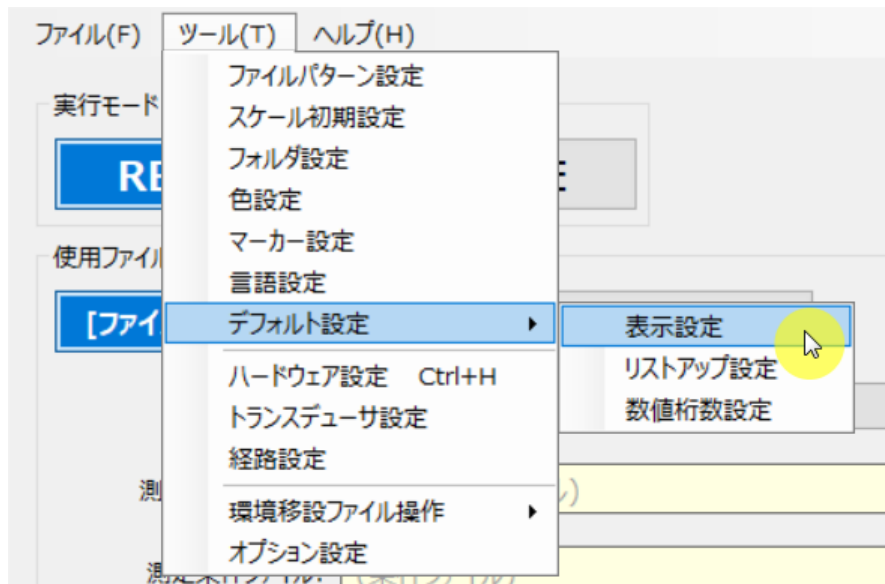 ファイル(F) ツール(T) ヘルプ(H)
ファイルパターン設定
実行モード
スケール初期設定
フォルダ設定
色設定
マーカー設定
使用ファイル
言語設定
[ファイ
デフォルト設定
表示設定
リストアップ設定
数値桁数設定
ハードウェア設定 Ctrl+H
トランスデューサ設定
経路設定
環境移設ファイル操作
オプション設定